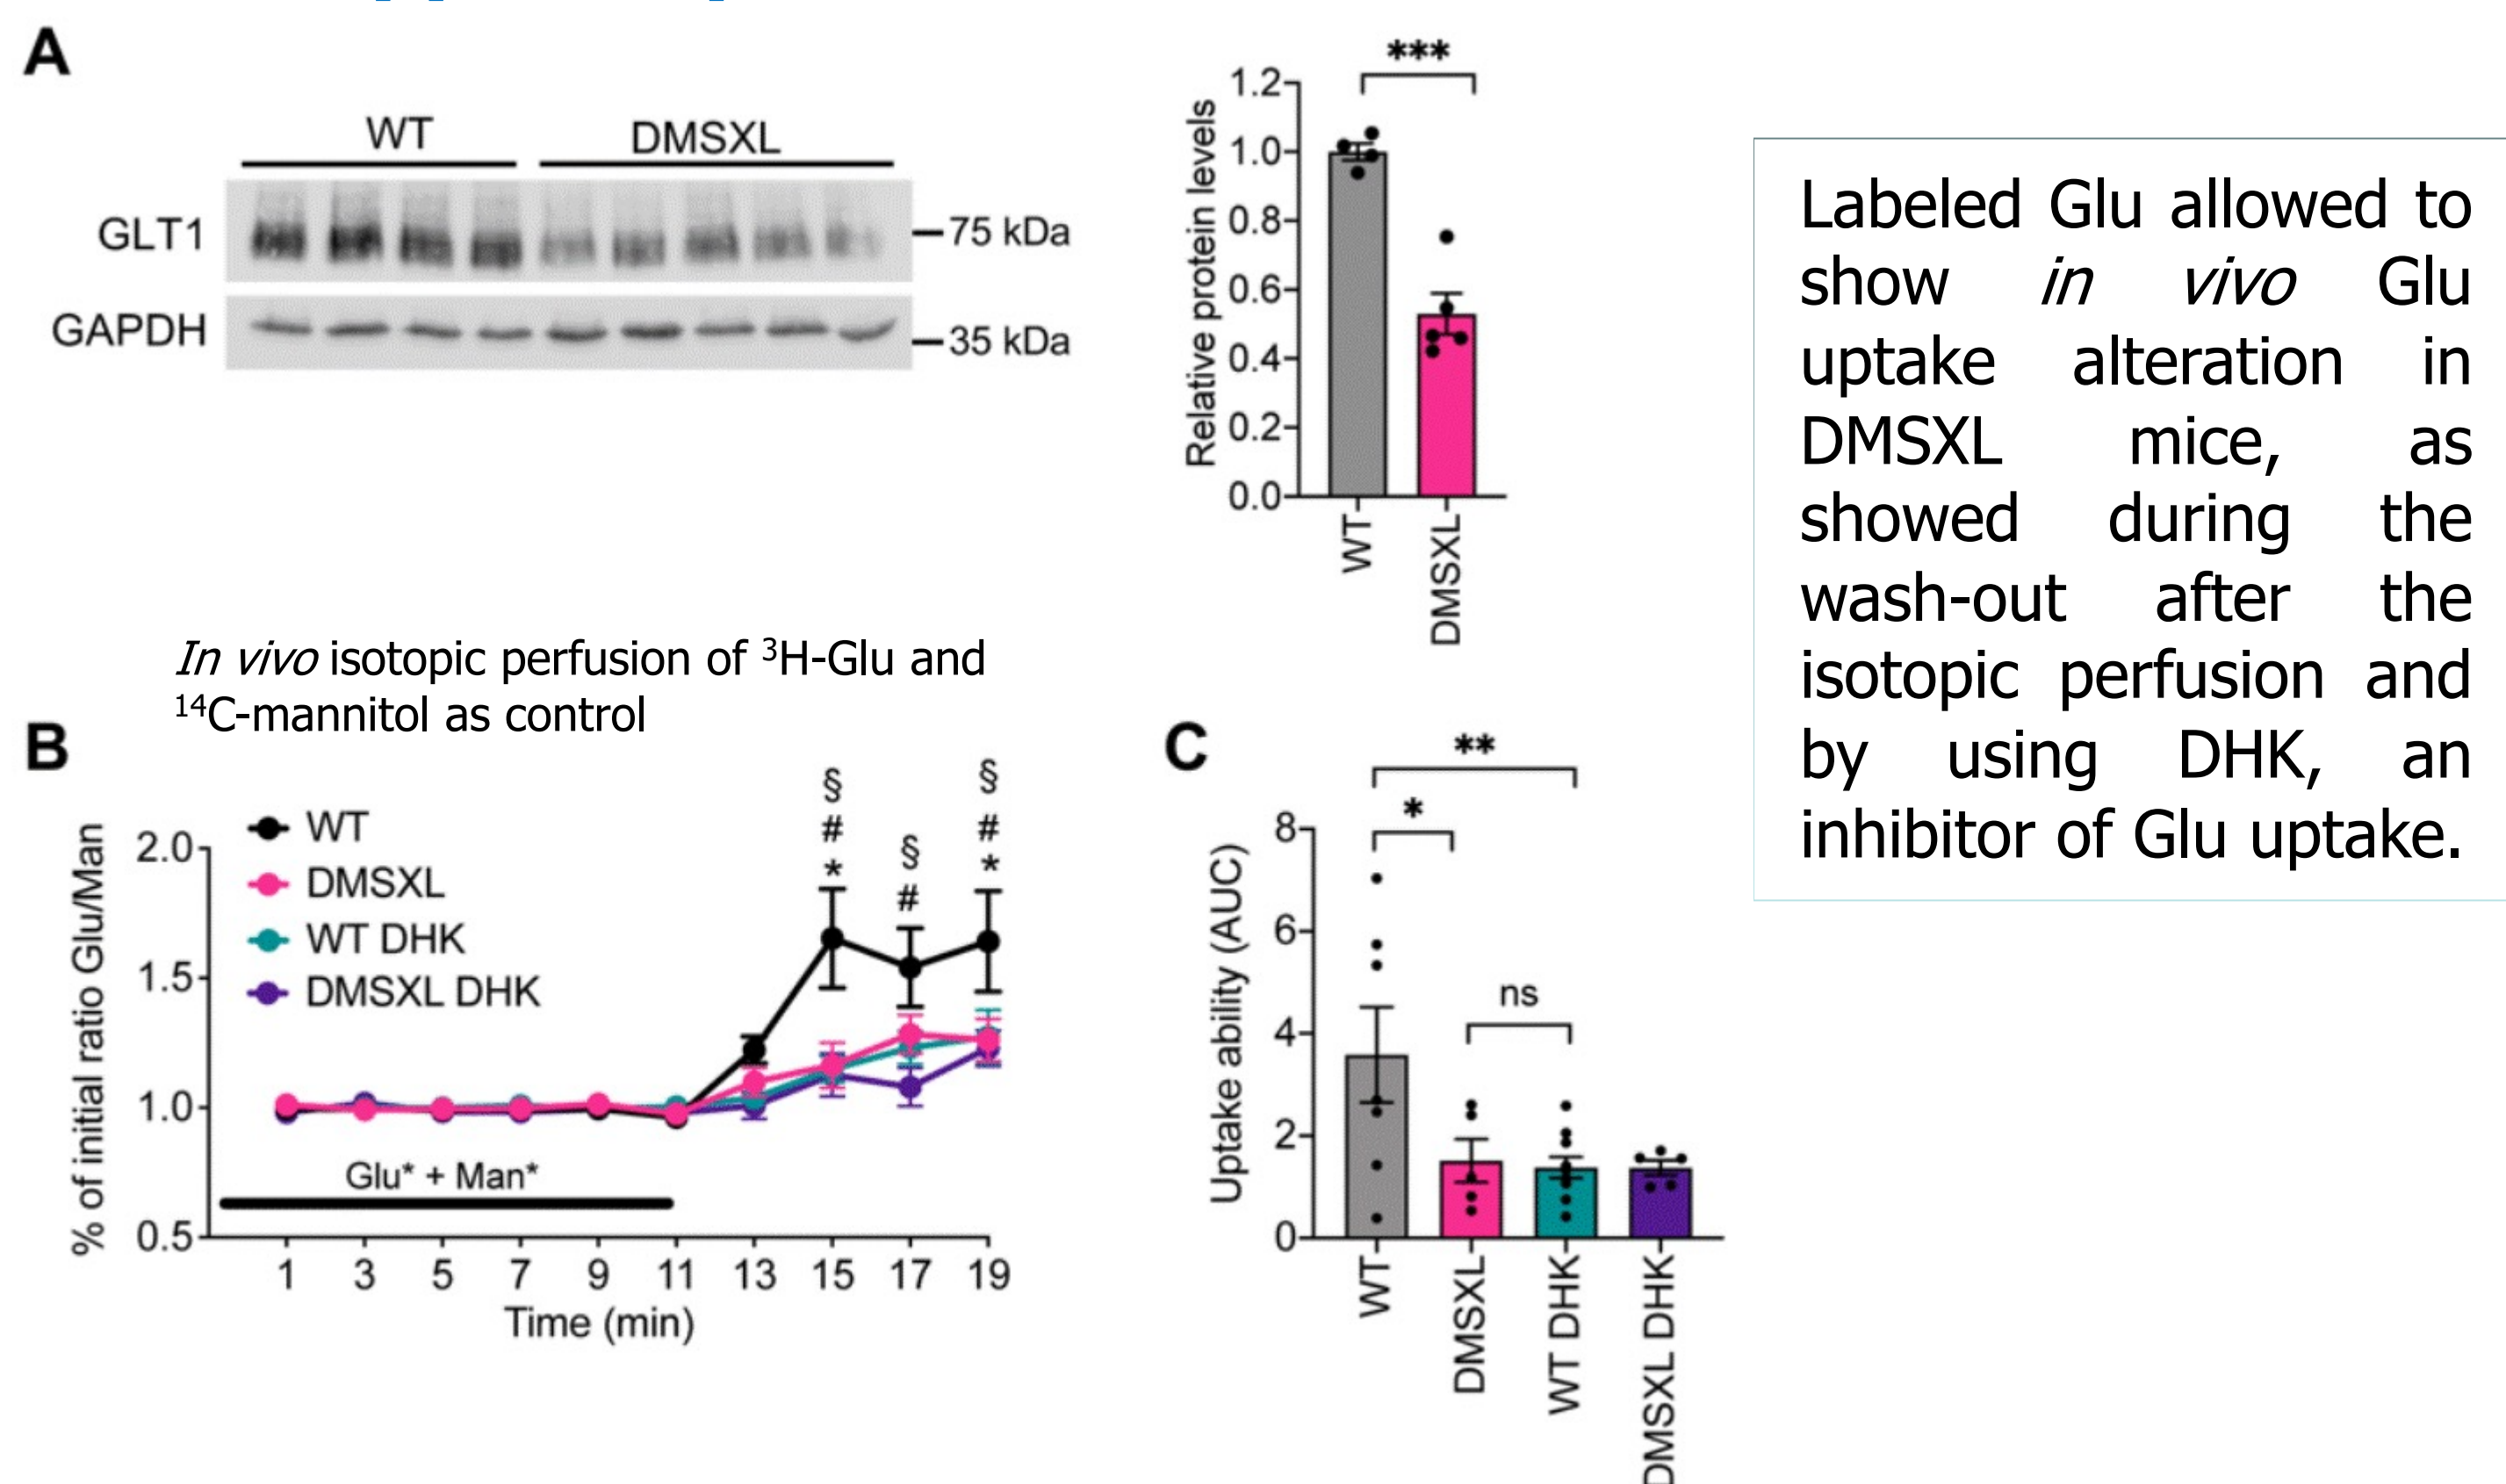 A
WT
DMSXL
GLT1
75 kDa
GAPDH
35 kDa
***
Relative protein levels
1.2
1.0
0.8
0.6
0.4
0.2
0.0
WT
DMSXL
Labeled Glu allowed to
show in vivo Glu
uptake alteration in
DMSXL mice, as
showed during the
wash-out after the
isotopic perfusion and
by using DHK, an
inhibitor of Glu uptake.
In vivo isotopic perfusion of ³H-Glu and
¹⁴C-mannitol as control
B
% of initial ratio Glu/Man
2.0
1.5
1.0
0.5
WT
DMSXL
WT DHK
DMSXL DHK
§
#
*
§
#
§
#
*
Glu* + Man*
1 3 5 7 9 11 13 15 17 19
Time (min)
C
**
*
ns
Uptake ability (AUC)
8
6
4
2
0
WT
DMSXL
WT DHK
DMSXL DHK